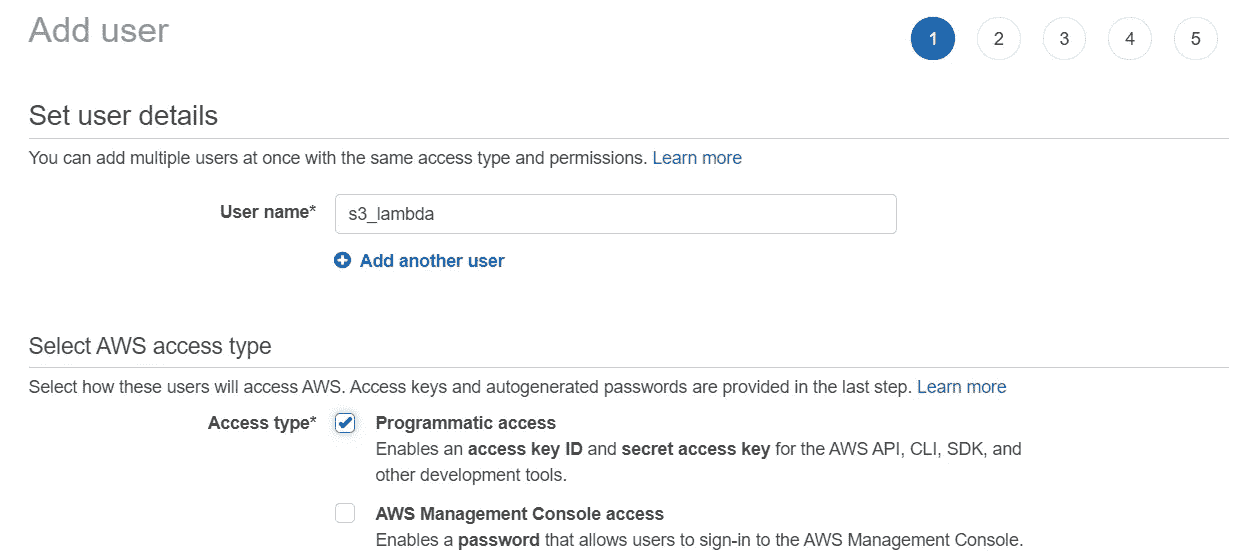 Add user
1 2 3 4 5
Set user details
You can add multiple users at once with the same access type and permissions. Learn more
User name* s3_lambda
Add another user
Select AWS access type
Select how these users will access AWS. Access keys and autogenerated passwords are provided in the last step. Learn more
Access type* Programmatic access
Enables an access key ID and secret access key for the AWS API, CLI, SDK, and
other development tools.
AWS Management Console access
Enables a password that allows users to sign-in to the AWS Management Console.